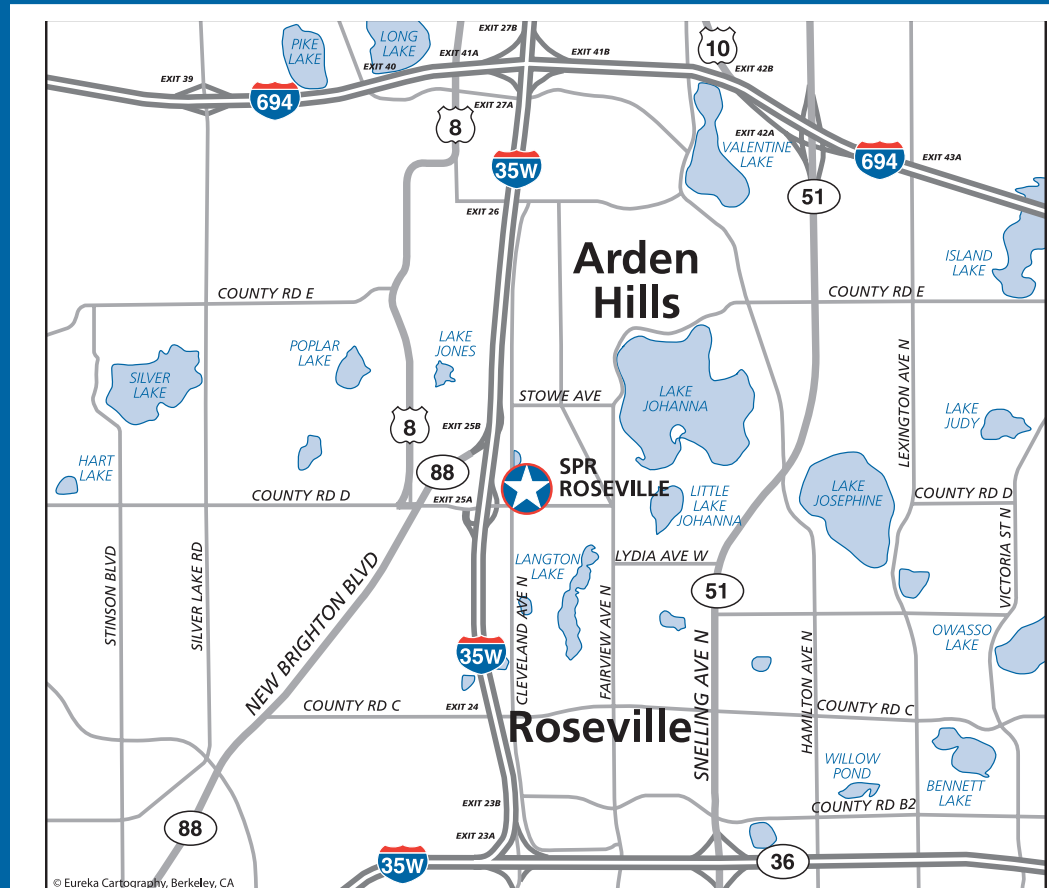 EXIT 27B
PIKE
LAKE
LONG
LAKE
EXIT 41A
EXIT 41B
10
EXIT 39
EXIT 40
EXIT 42B
694
EXIT 27A
8
EXIT 42A
VALENTINE
LAKE
694
EXIT 43A
35W
51
EXIT 26
Arden
Hills
ISLAND
LAKE
COUNTY RD E
COUNTY RD E
POPLAR
LAKE
LAKE
JONES
SILVER
LAKE
STOWE AVE
LAKE
JOHANNA
LEXINGTON AVE N
LAKE
JUDY
8
EXIT 25B
HART
LAKE
88
SPR
ROSEVILLE
COUNTY RD D
EXIT 25A
LITTLE
LAKE
JOHANNA
LAKE
JOSEPHINE
COUNTY RD D
VICTORIA ST N
STINSON BLVD
SILVER LAKE RD
NEW BRIGHTON BLVD
LANGTON
LAKE
LYDIA AVE W
CLEVELAND AVE N
FAIRVIEW AVE N
51
SNELLING AVE N
HAMILTON AVE N
OWASSO
LAKE
35W
COUNTY RD C
EXIT 24
Roseville
COUNTY RD C
WILLOW
POND
BENNETT
LAKE
EXIT 23B
COUNTY RD B2
88
EXIT 23A
35W
36
© Eureka Cartography, Berkeley, CA